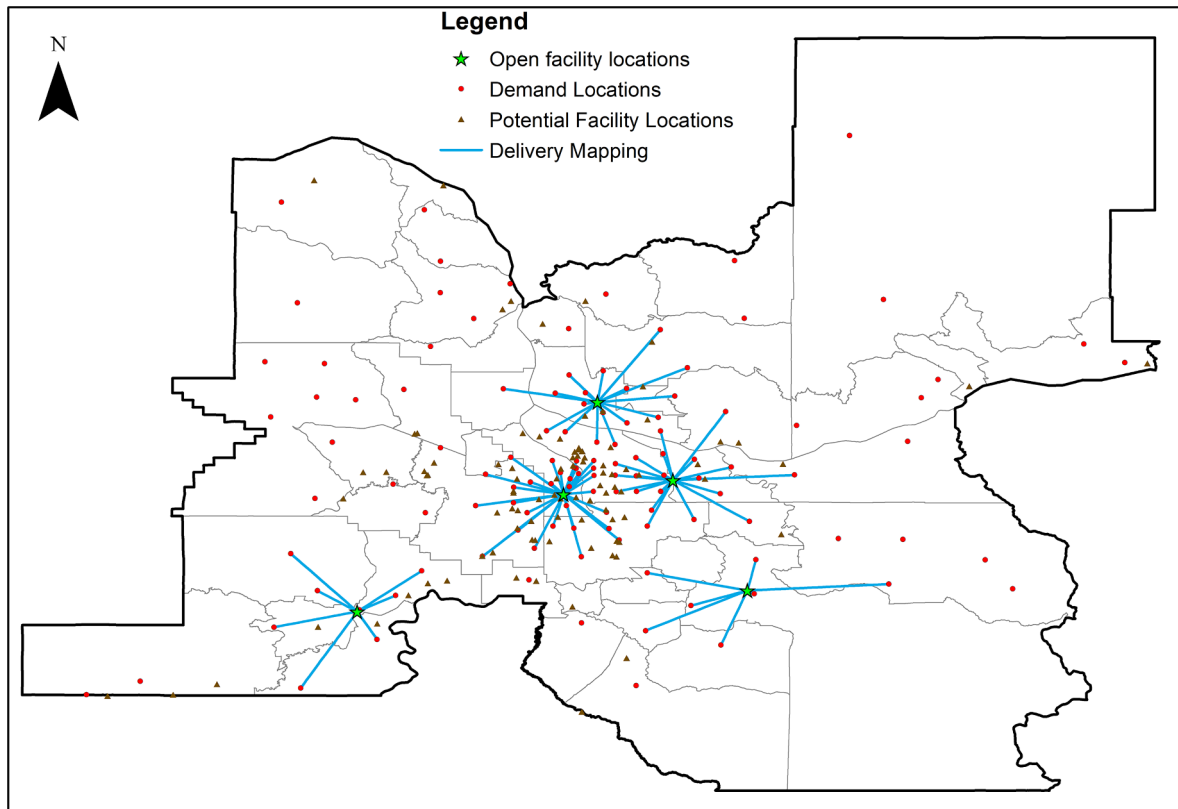 Legend
N
Open facility locations
Demand Locations
Potential Facility Locations
Delivery Mapping